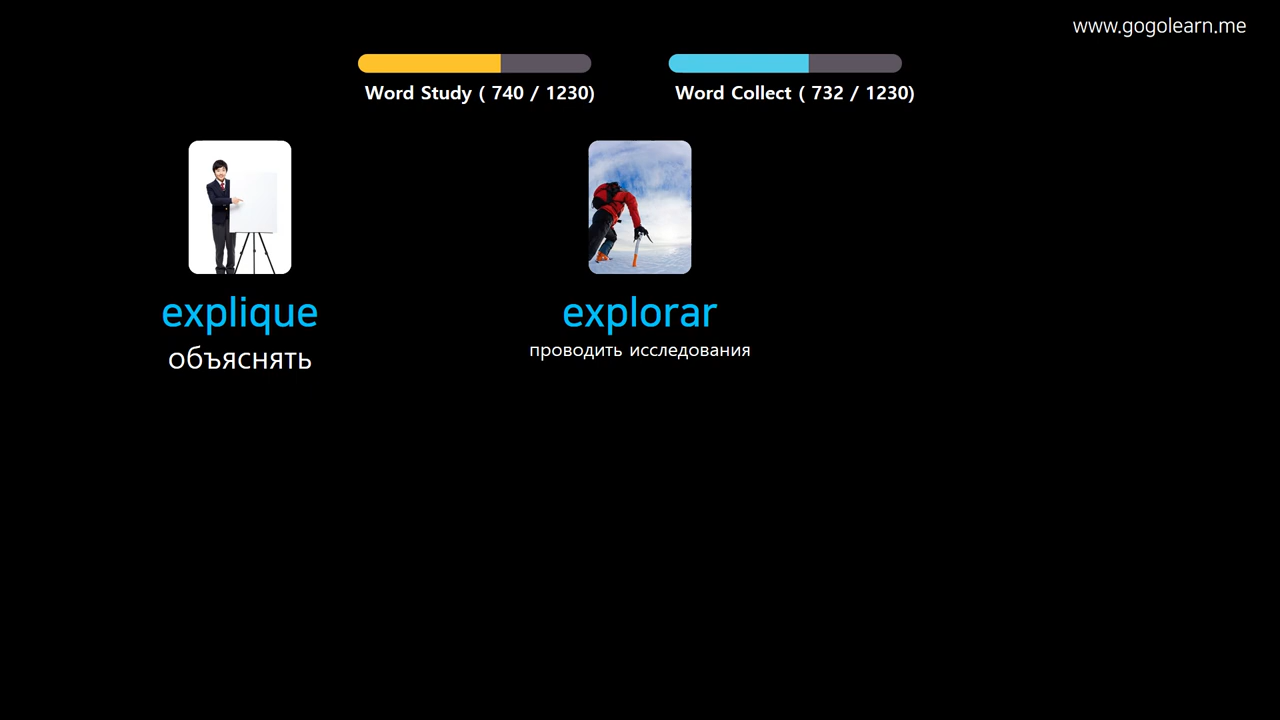 www.gogolearn.me
Word Study ( 740 / 1230)
Word Collect ( 732 / 1230)
explique
объяснять
explorar
проводить исследования